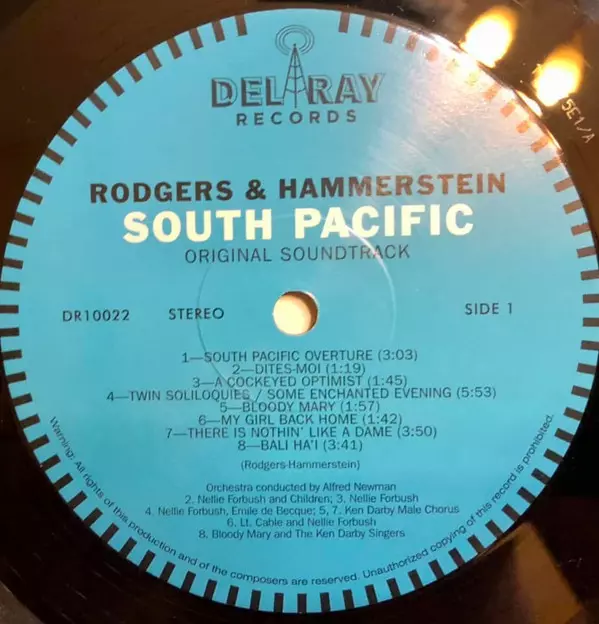 DEL RAY
RECORDS
RODGERS & HAMMERSTEIN
SOUTH PACIFIC
ORIGINAL SOUNDTRACK
DR10022 STEREO SIDE 1
1—SOUTH PACIFIC OVERTURE (3:03)
2—DITES-MOI (1:19)
3—A COCKEYED OPTIMIST (1:45)
4—TWIN SOLILOQUIES / SOME ENCHANTED EVENING (5:53)
5—BLOODY MARY (1:57)
6—MY GIRL BACK HOME (1:42)
7—THERE IS NOTHIN' LIKE A DAME (3:50)
8—BALI HA'I (3:41)
(Rodgers-Hammerstein)
Orchestra conducted by Alfred Newman
2. Nellie Forbush and Children; 3. Nellie Forbush
4. Nellie Forbush, Emile de Becque; 5, 7. Ken Darby Male Chorus
6. Lt. Cable and Nellie Forbush
8. Bloody Mary and The Ken Darby Singers
Warning: All rights of this production and of the composers are reserved. Unauthorized copying of this record is prohibited.
5E1/A